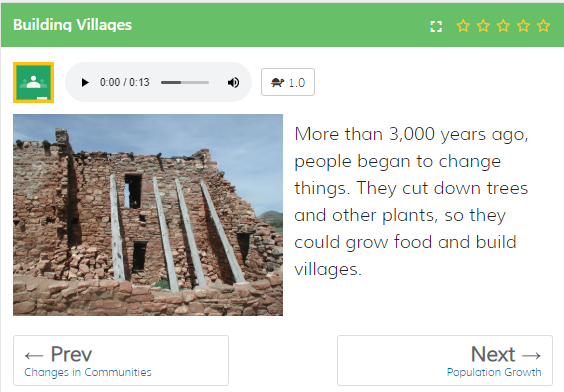 Building Villages
0:00 / 0:13
1.0
More than 3,000 years ago,
people began to change
things. They cut down trees
and other plants, so they
could grow food and build
villages.
← Prev
Changes in Communities
Next →
Population Growth